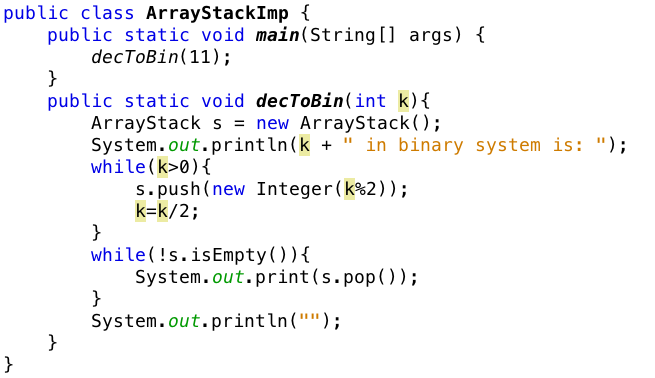 public class ArrayStackImp {
    public static void main(String[] args) {
        decToBin(11);
    }
    public static void decToBin(int k){
        ArrayStack s = new ArrayStack();
        System.out.println(k + " in binary system is: ");
        while(k>0){
            s.push(new Integer(k%2));
            k=k/2;
        }
        while(!s.isEmpty()){
            System.out.print(s.pop());
        }
        System.out.println("");
    }
}